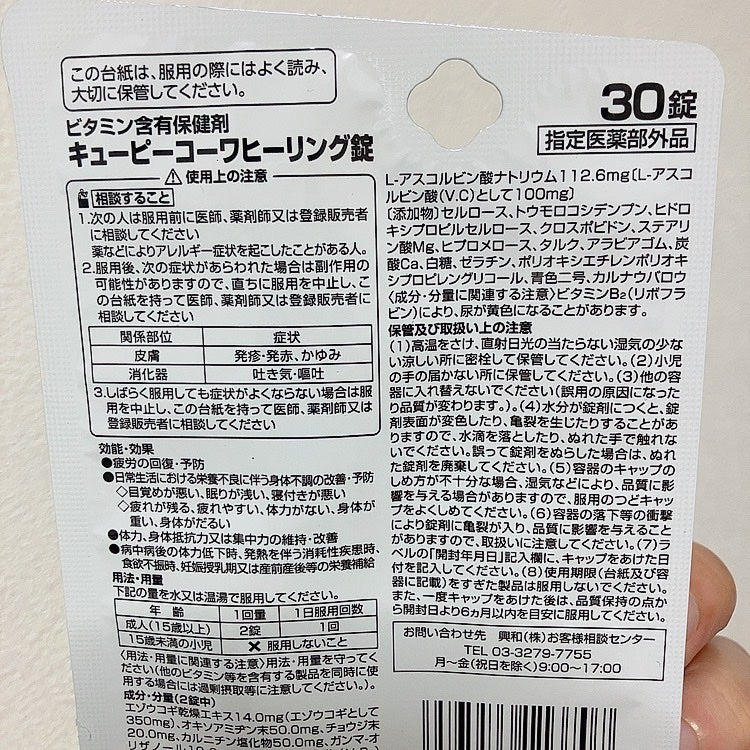 この台紙は、服用の際にはよく読み、
大切に保管してください。
ビタミン含有保健剤
キューピーコーワヒーリング錠
30錠
指定医薬部外品
⚠ 使用上の注意
相談すること
1.次の人は服用前に医師、薬剤師又は登録販売者
に相談してください
薬などによりアレルギー症状を起こしたことがある人。
2.服用後、次の症状があらわれた場合は副作用の
可能性がありますので、直ちに服用を中止し、こ
の台紙を持って医師、薬剤師又は登録販売者に
相談してください
関係部位 症状
皮膚 発疹・発赤、かゆみ
消化器 吐き気・嘔吐
3.しばらく服用しても症状がよくならない場合は服
用を中止し、この台紙を持って医師、薬剤師又は
登録販売者に相談してください
効能・効果
●疲労の回復・予防
●日常生活における栄養不良に伴う身体不調の改善・予防
◇目覚めが悪い、眠りが浅い、寝付きが悪い
◇疲れが残る、疲れやすい、体力がない、身体が
重い、身体がだるい
●体力、身体抵抗力又は集中力の維持・改善
●病中病後の体力低下時、発熱を伴う消耗性疾患時、
食欲不振時、妊娠授乳期又は産前産後等の栄養補給
用法・用量
下記の量を水又は温湯で服用してください。
年齢 1回量 1日服用回数
成人(15歳以上) 2錠 1回
15歳未満の小児 ✖ 服用しないこと
〈用法・用量に関連する注意〉用法・用量を守ってく
ださい(他のビタミン等を含有する製品を同時に使
用する場合には過剰摂取等に注意してください。)。
成分・分量(2錠中)
エゾウコギ乾燥エキス14.0mg(エゾウコギとして
350mg)、オキソアミヂン末50.0mg、チョウジ末
20.0mg、カルニチン塩化物50.0mg、ガンマ-オ
L-アスコルビン酸ナトリウム112.6mg〔L-アスコ
ルビン酸(V.C)として100mg〕
〔添加物〕セルロース、トウモロコシデンプン、ヒドロ
キシプロピルセルロース、クロスポビドン、ステアリ
ン酸Mg、ヒプロメロース、タルク、アラビアゴム、炭
酸Ca、白糖、ゼラチン、ポリオキシエチレンポリオキ
シプロピレングリコール、青色二号、カルナウバロウ
〈成分・分量に関連する注意〉ビタミンB₂(リボフラ
ビン)により、尿が黄色になることがあります。
保管及び取扱い上の注意
(1)高温をさけ、直射日光の当たらない湿気の少な
い涼しい所に密栓して保管してください。(2)小児
の手の届かない所に保管してください。(3)他の容
器に入れ替えないでください(誤用の原因になった
り品質が変わります。)。(4)水分が錠剤につくと、錠
剤表面が変色したり、亀裂を生じたりすることがあ
りますので、水滴を落としたり、ぬれた手で触れな
いでください。誤って錠剤をぬらした場合は、ぬれ
た錠剤を廃棄してください。(5)容器のキャップの
しめ方が不十分な場合、湿気などにより、品質に影
響を与える場合がありますので、服用のつどキャッ
プをよくしめてください。(6)容器の落下等の衝撃
により錠剤に亀裂が入り、品質に影響を与えること
がありますので、取扱いに注意してください。(7)ラ
ベルの「開封年月日」記入欄に、キャップをあけた日
付を記入してください。(8)使用期限(台紙及び容
器に記載)をすぎた製品は服用しないでください。
また、一度キャップをあけた後は、品質保持の点か
ら開封日より6ヵ月以内を目安に服用してください。
お問い合わせ先 興和(株)お客様相談センター
TEL 03-3279-7755
月〜金(祝日を除く)9:00〜17:00